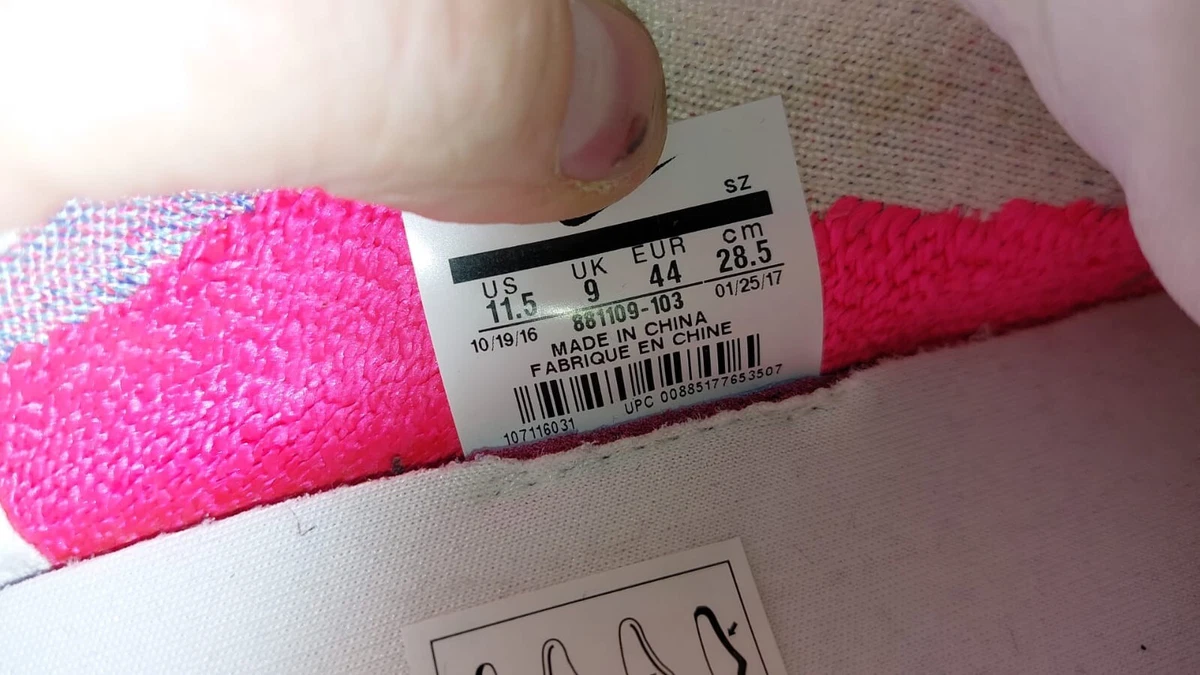 SZ
US UK EUR cm
11.5 9 44 28.5
881109-103
10/19/16 01/25/17
MADE IN CHINA
FABRIQUE EN CHINE
UPC 00885177653507
107116031